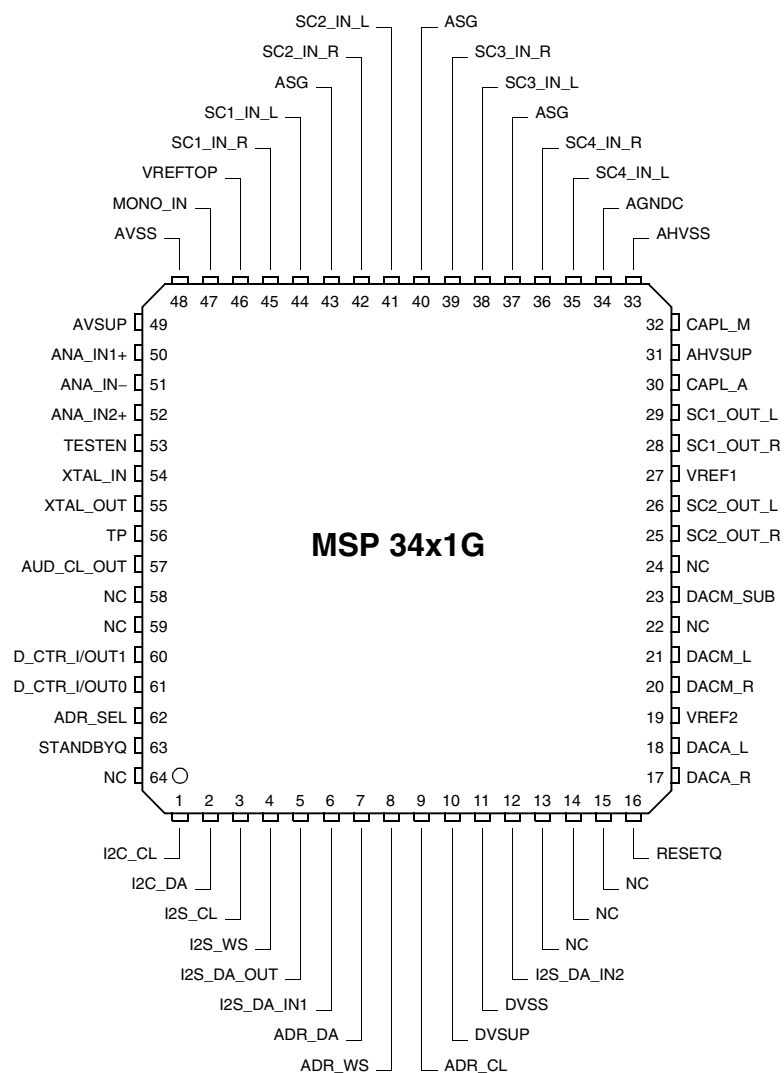 SC2_IN_L ASG
SC2_IN_R SC3_IN_R
ASG SC3_IN_L
SC1_IN_L ASG
SC1_IN_R SC4_IN_R
VREFTOP SC4_IN_L
MONO_IN AGNDC
AVSS AHVSS
48 47 46 45 44 43 42 41 40 39 38 37 36 35 34 33
AVSUP 49 32 CAPL_M
ANA_IN1+ 50 31 AHVSUP
ANA_IN− 51 30 CAPL_A
ANA_IN2+ 52 29 SC1_OUT_L
TESTEN 53 28 SC1_OUT_R
XTAL_IN 54 27 VREF1
XTAL_OUT 55 26 SC2_OUT_L
TP 56 25 SC2_OUT_R
MSP 34x1G
AUD_CL_OUT 57 24 NC
NC 58 23 DACM_SUB
NC 59 22 NC
D_CTR_I/OUT1 60 21 DACM_L
D_CTR_I/OUT0 61 20 DACM_R
ADR_SEL 62 19 VREF2
STANDBYQ 63 18 DACA_L
NC 64 17 DACA_R
1 2 3 4 5 6 7 8 9 10 11 12 13 14 15 16
I2C_CL RESETQ
I2C_DA NC
I2S_CL NC
I2S_WS NC
I2S_DA_OUT I2S_DA_IN2
I2S_DA_IN1 DVSS
ADR_DA DVSUP
ADR_WS ADR_CL